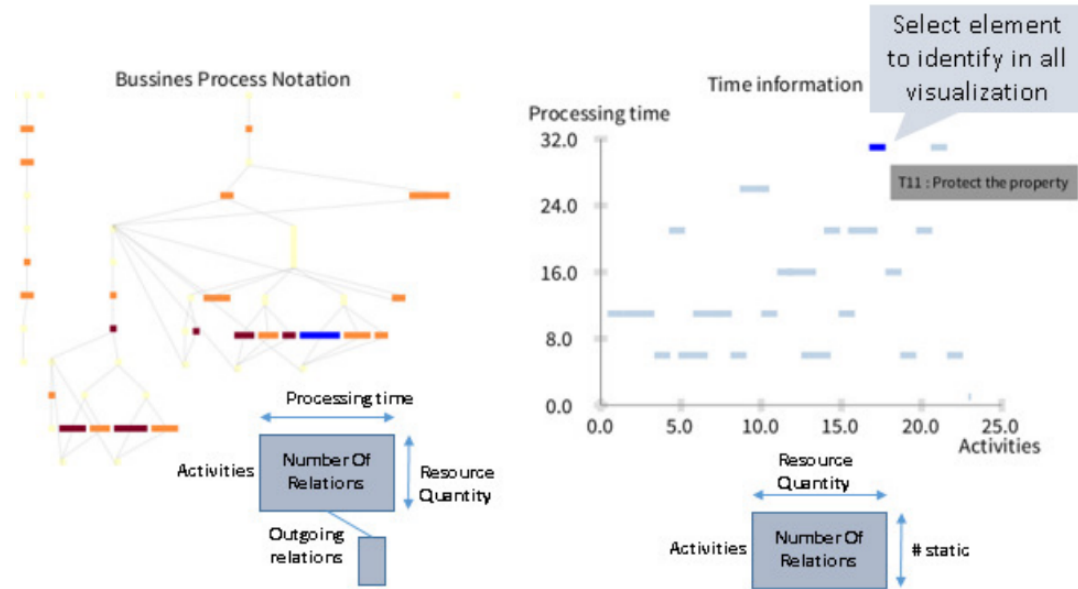 Select element
to identify in all
visualization
Bussines Process Notation
Time information
Processing time
32.0
T11 : Protect the property
24.0
16.0
8.0
0.0
0.0 5.0 10.0 15.0 20.0 25.0
Activities
Processing time
Activities
Number Of
Relations
Resource
Quantity
Outgoing
relations
Resource
Quantity
Activities
Number Of
Relations
# static